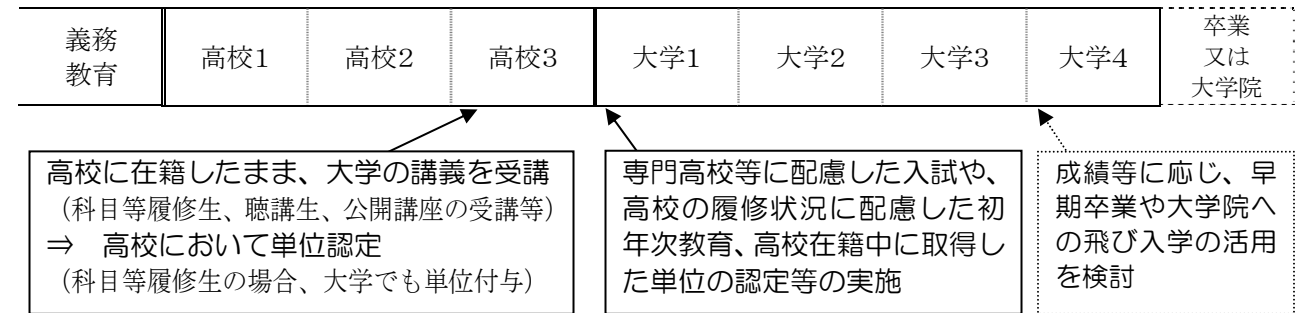 義務
教育
高校1
高校2
高校3
大学1
大学2
大学3
大学4
卒業
又は
大学院
高校に在籍したまま、大学の講義を受講
（科目等履修生、聴講生、公開講座の受講等）
⇒　高校において単位認定
（科目等履修生の場合、大学でも単位付与）
専門高校等に配慮した入試や、
高校の履修状況に配慮した初
年次教育、高校在籍中に取得し
た単位の認定等の実施
成績等に応じ、早
期卒業や大学院へ
の飛び入学の活用
を検討